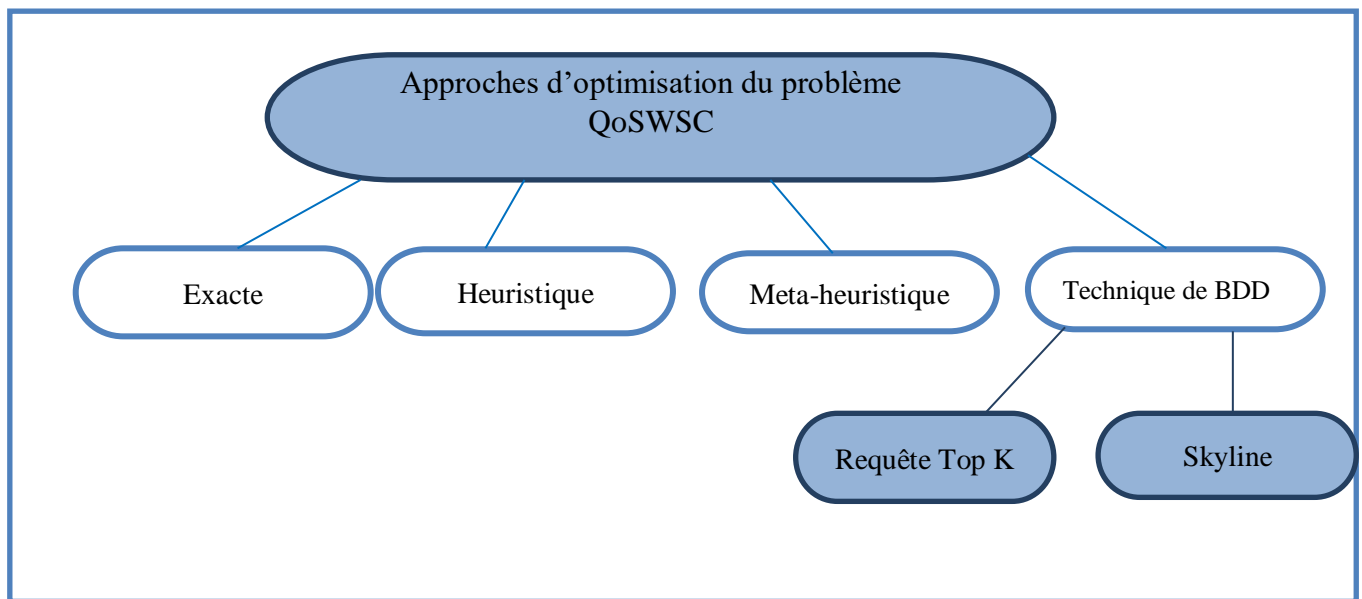 Approches d’optimisation du problème
QoSWSC
Exacte
Heuristique
Meta-heuristique
Technique de BDD
Requête Top K
Skyline